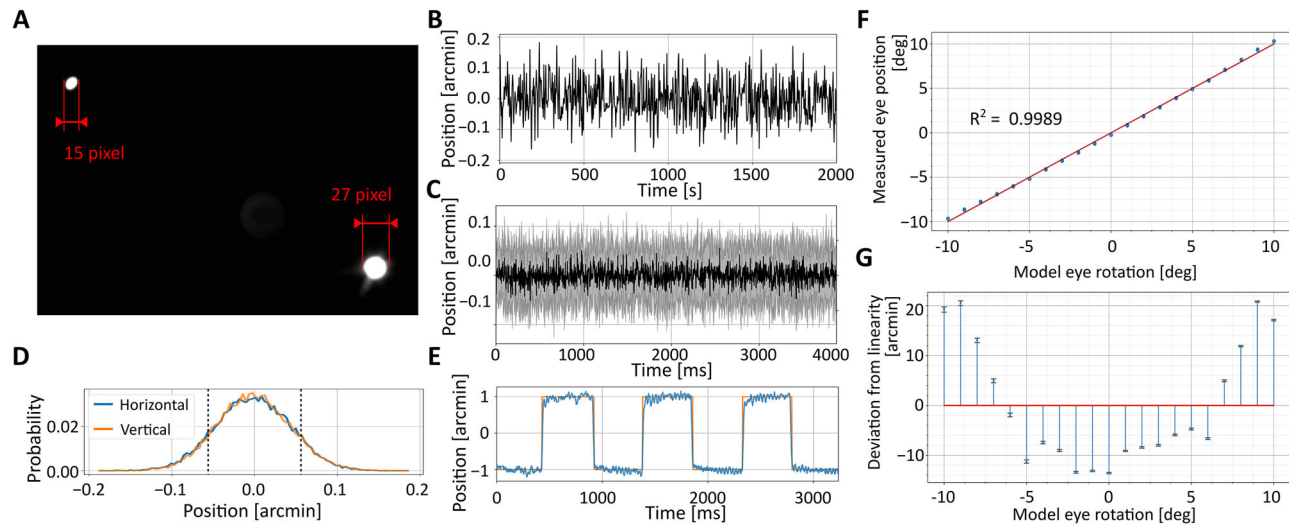 A
15 pixel
27 pixel
B
Position [arcmin]
0.2
0.1
0.0
−0.1
−0.2
0
500
1000
1500
2000
Time [s]
C
Position [arcmin]
0.1
0.0
−0.1
0
1000
2000
3000
4000
Time [ms]
D
Probability
0.02
0.00
Horizontal
Vertical
−0.2
−0.1
0.0
0.1
0.2
Position [arcmin]
E
Position [arcmin]
1
0
−1
0
1000
2000
3000
Time [ms]
F
Measured eye position
[deg]
10
5
0
−5
−10
R² = 0.9989
−10
−5
0
5
10
Model eye rotation [deg]
G
Deviation from linearity
[arcmin]
20
10
0
−10
−10
−5
0
5
10
Model eye rotation [deg]